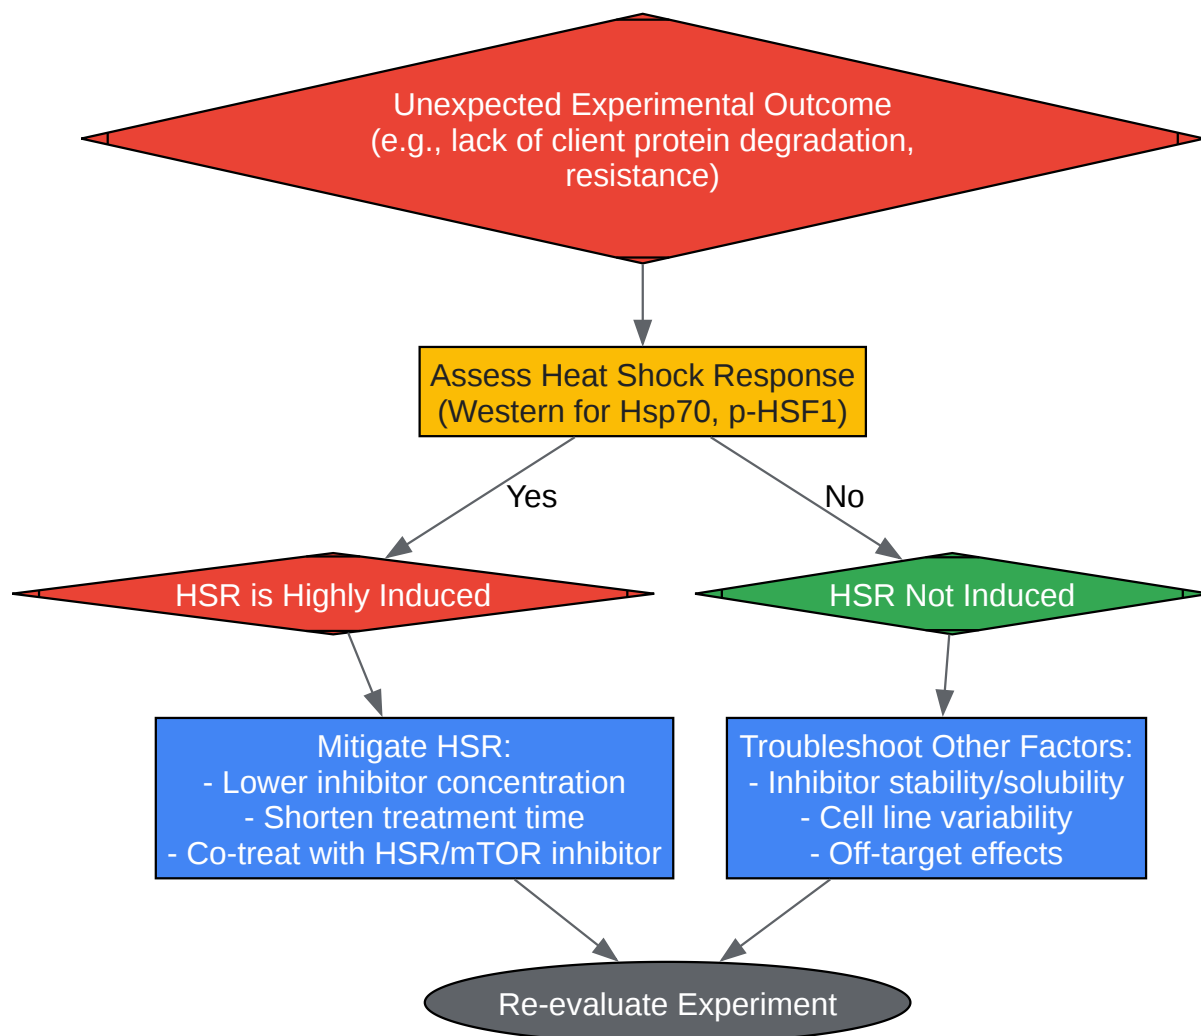 Unexpected Experimental Outcome
(e.g., lack of client protein degradation,
resistance)
Assess Heat Shock Response
(Western for Hsp70, p-HSF1)
Yes
No
HSR is Highly Induced
HSR Not Induced
Mitigate HSR:
- Lower inhibitor concentration
- Shorten treatment time
- Co-treat with HSR/mTOR inhibitor
Troubleshoot Other Factors:
- Inhibitor stability/solubility
- Cell line variability
- Off-target effects
Re-evaluate Experiment